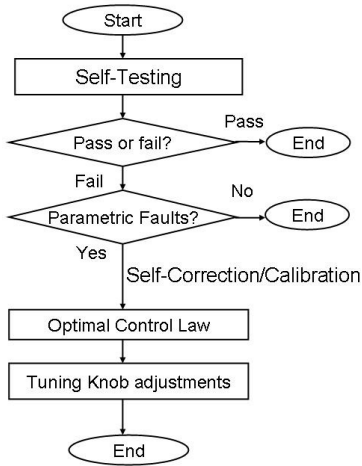 Start
Self-Testing
Pass or fail?
Pass
End
Fail
Parametric Faults?
No
End
Yes
Self-Correction/Calibration
Optimal Control Law
Tuning Knob adjustments
End